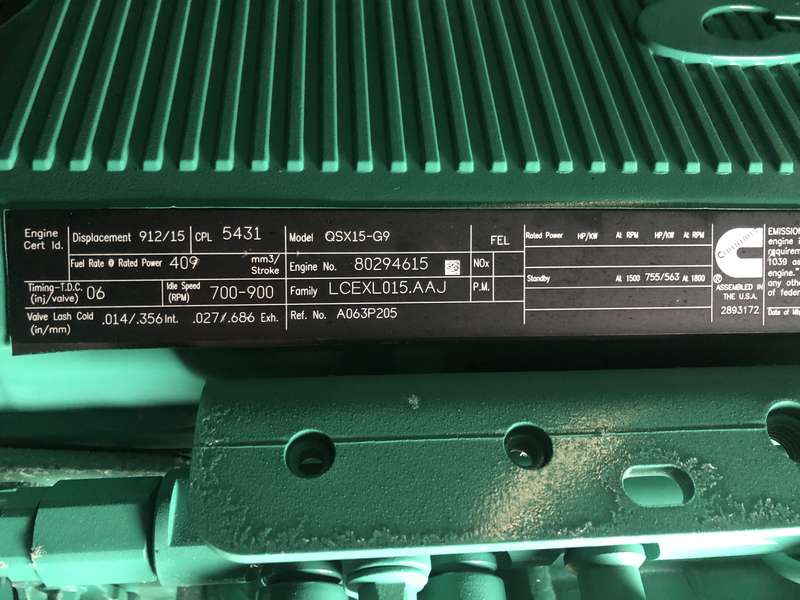 Engine Cert Id.
Displacement 912/15 CPL 5431
Fuel Rate @ Rated Power 409 mm3/ Stroke
Timing-T.D.C. (inj/valve) 06
Idle Speed (RPM) 700-900
Valve Lash Cold (in/mm) .014/.356 Int. .027/.686 Exh.
Model QSX15-G9
Engine No. 80294615
Family LCEXL015.AAJ
Ref. No. A063P205
FEL
NOx
P.M.
Rated Power HP/KW At RPM HP/KW At RPM
Standby At 1500 755/563 At 1800
®
ASSEMBLED IN
THE U.S.A.
2893172
EMISSION
engine i
requirem
1039 as
any oth
of feder
Date of Mf